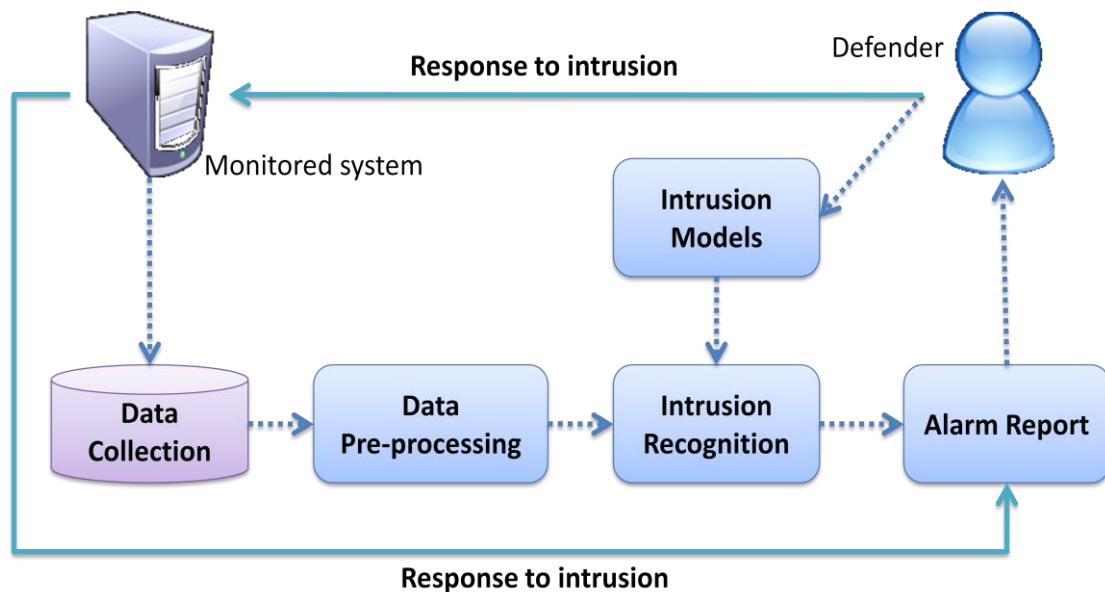 Defender
Response to intrusion
Monitored system
Intrusion
Models
Data
Collection
Data
Pre-processing
Intrusion
Recognition
Alarm Report
Response to intrusion